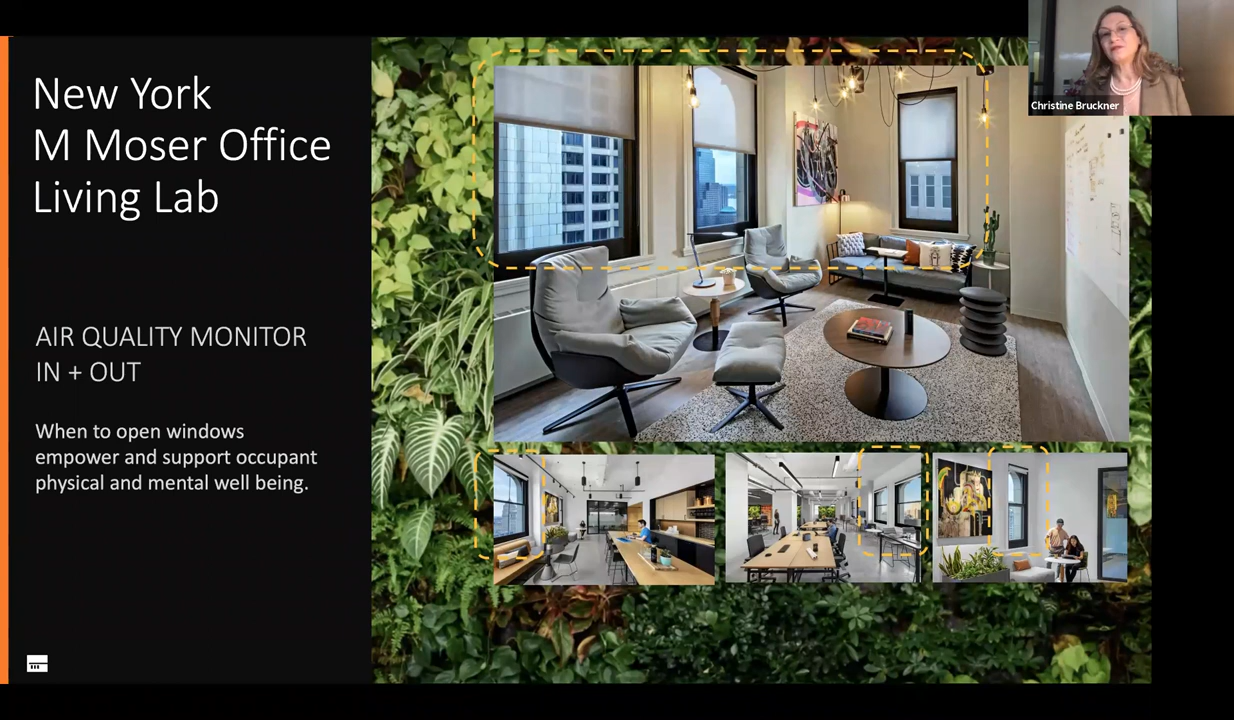 New York
M Moser Office
Living Lab
AIR QUALITY MONITOR
IN + OUT
When to open windows
empower and support occupant
physical and mental well being.
Christine Bruckner